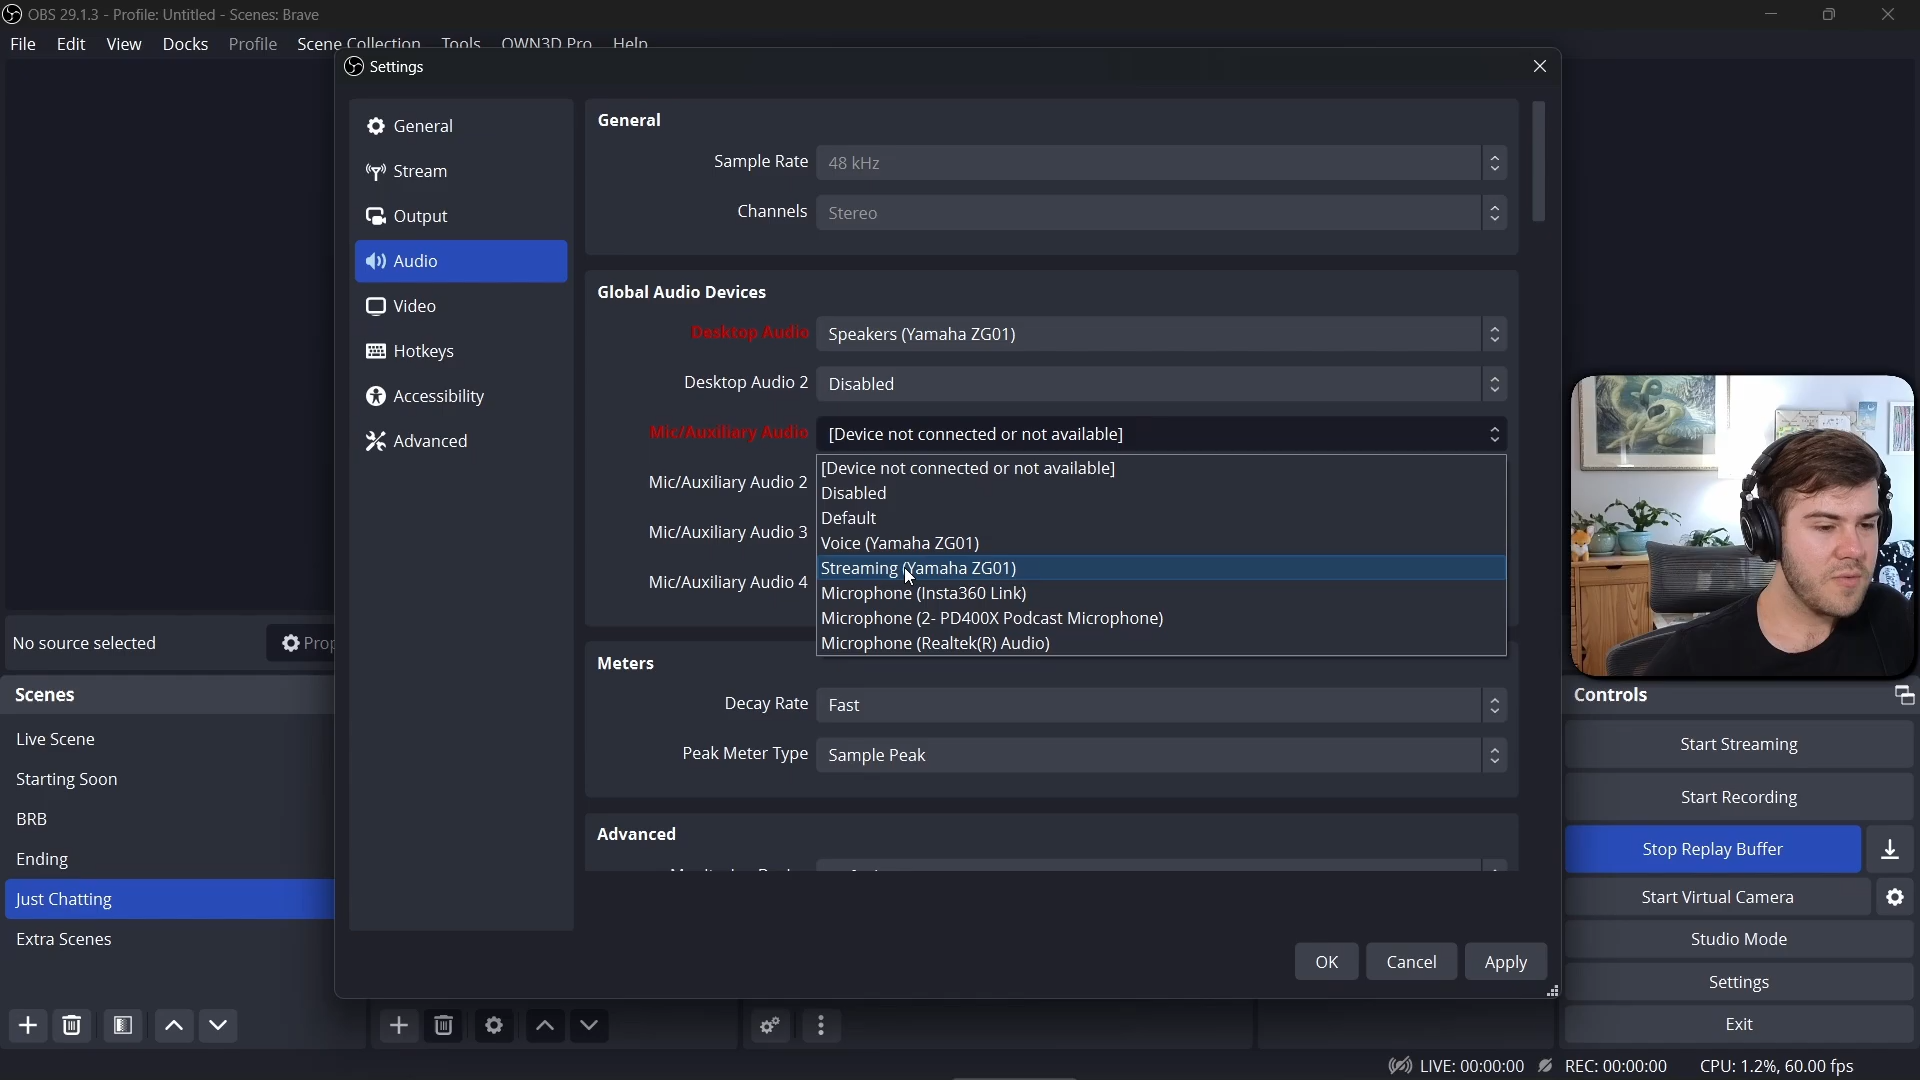 OBS 29.1.3 - Profile: Untitled - Scenes: Brave
File Edit View Docks Profile Scene Collection Tools OWN3D Pro Help
Settings
General
Stream
Output
Audio
Video
Hotkeys
Accessibility
Advanced
General
Sample Rate 48 kHz
Channels Stereo
Global Audio Devices
Desktop Audio Speakers (Yamaha ZG01)
Desktop Audio 2 Disabled
Mic/Auxiliary Audio [Device not connected or not available]
[Device not connected or not available]
Disabled
Default
Voice (Yamaha ZG01)
Streaming (Yamaha ZG01)
Microphone (Insta360 Link)
Microphone (2- PD400X Podcast Microphone)
Microphone (Realtek(R) Audio)
Mic/Auxiliary Audio 2
Mic/Auxiliary Audio 3
Mic/Auxiliary Audio 4
Meters
Decay Rate Fast
Peak Meter Type Sample Peak
Advanced
OK Cancel Apply
No source selected
Prop
Scenes
Live Scene
Starting Soon
BRB
Ending
Just Chatting
Extra Scenes
Controls
Start Streaming
Start Recording
Stop Replay Buffer
Start Virtual Camera
Studio Mode
Settings
Exit
LIVE: 00:00:00 REC: 00:00:00 CPU: 1.2%, 60.00 fps